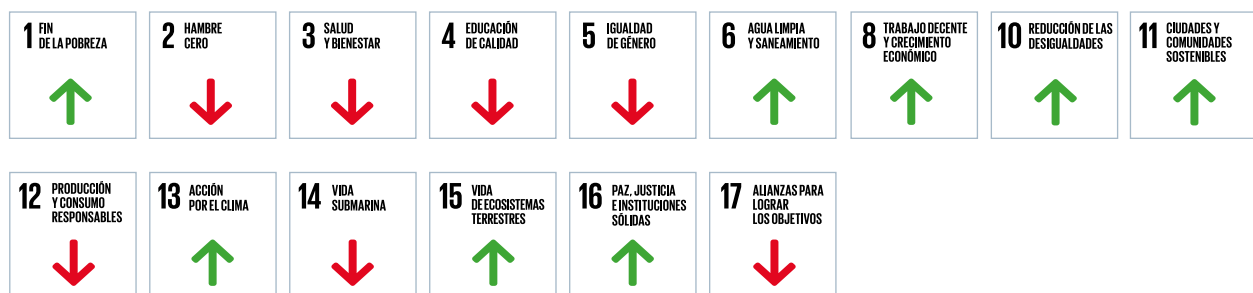 1 FIN
DE LA POBREZA
2 HAMBRE
CERO
3 SALUD
Y BIENESTAR
4 EDUCACIÓN
DE CALIDAD
5 IGUALDAD
DE GÉNERO
6 AGUA LIMPIA
Y SANEAMIENTO
8 TRABAJO DECENTE
Y CRECIMIENTO
ECONÓMICO
10 REDUCCIÓN DE LAS
DESIGUALDADES
11 CIUDADES Y
COMUNIDADES
SOSTENIBLES
12 PRODUCCIÓN
Y CONSUMO
RESPONSABLES
13 ACCIÓN
POR EL CLIMA
14 VIDA
SUBMARINA
15 VIDA
DE ECOSISTEMAS
TERRESTRES
16 PAZ, JUSTICIA
E INSTITUCIONES
SÓLIDAS
17 ALIANZAS PARA
LOGRAR
LOS OBJETIVOS